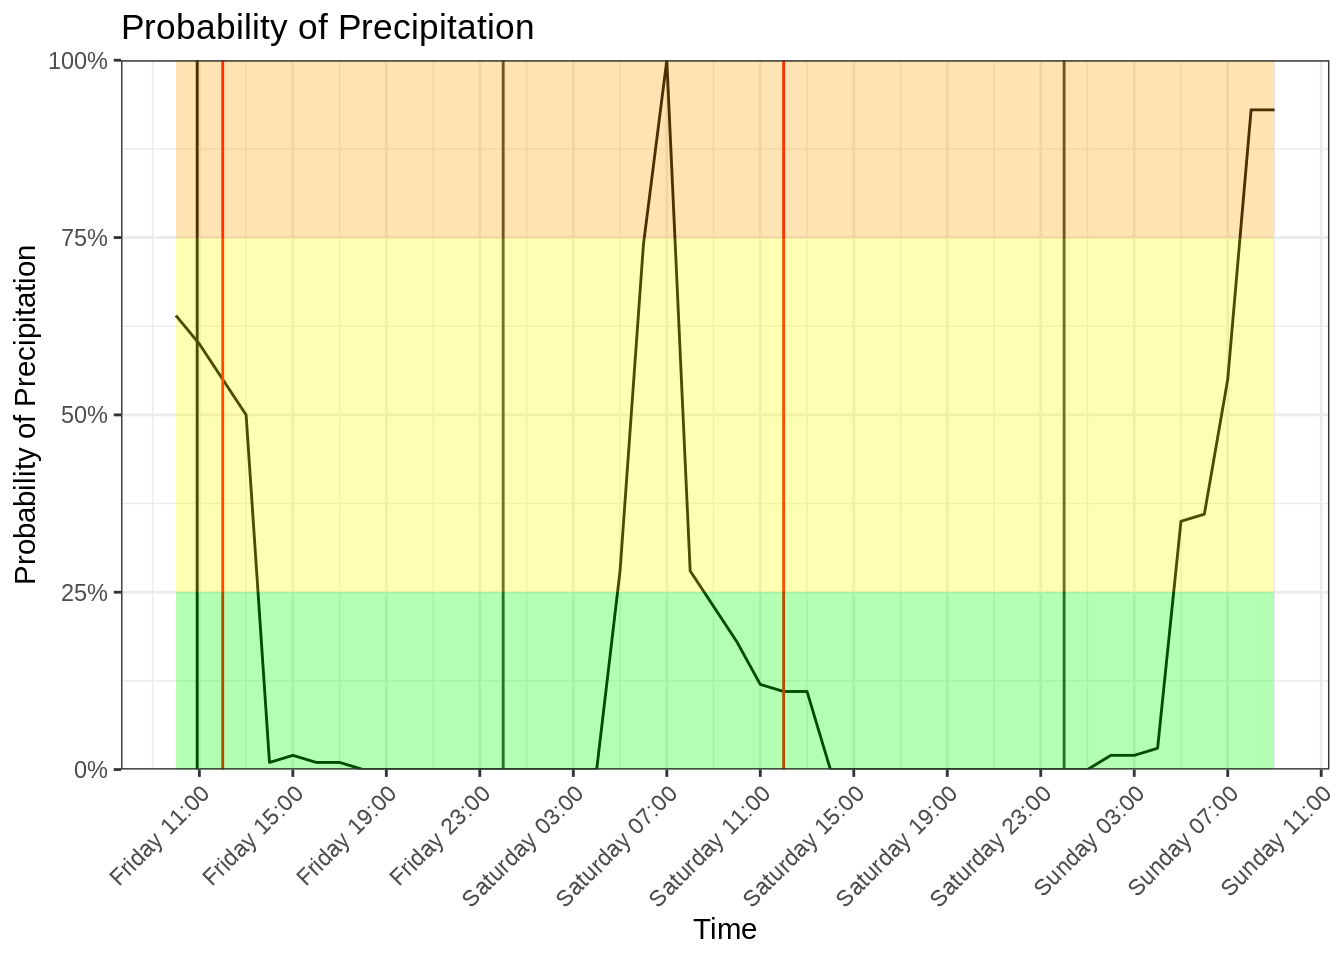 Probability of Precipitation
Probability of Precipitation
100%
75%
50%
25%
0%
Friday 11:00
Friday 15:00
Friday 19:00
Friday 23:00
Saturday 03:00
Saturday 07:00
Saturday 11:00
Saturday 15:00
Saturday 19:00
Saturday 23:00
Sunday 03:00
Sunday 07:00
Sunday 11:00
Time